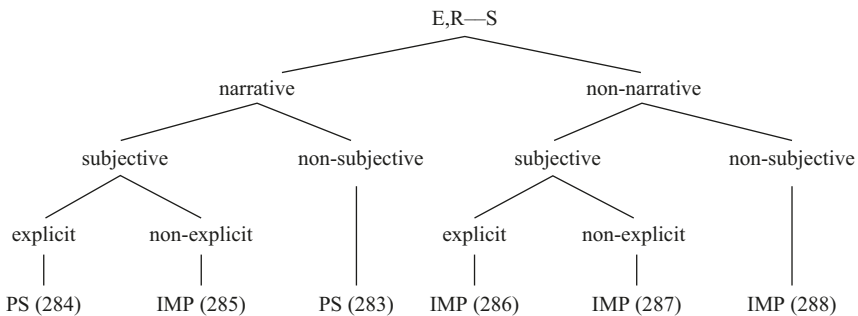 E,R—S
narrative non-narrative
subjective non-subjective subjective non-subjective
explicit non-explicit explicit non-explicit
PS (284) IMP (285) PS (283) IMP (286) IMP (287) IMP (288)